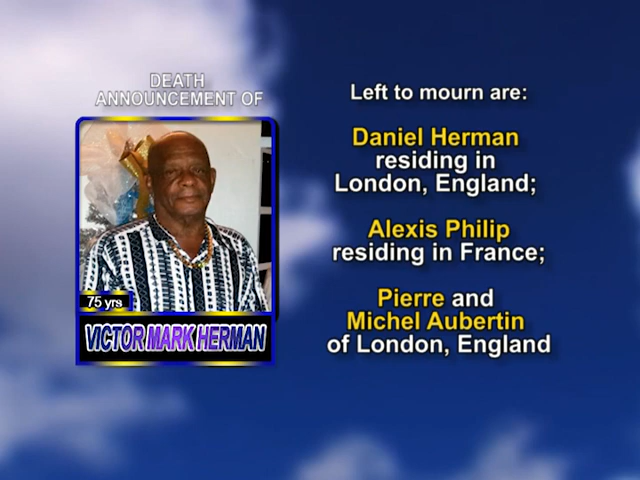 DEATH
ANNOUNCEMENT OF
75 yrs
VICTOR MARK HERMAN
Left to mourn are:
Daniel Herman
residing in
London, England;
Alexis Philip
residing in France;
Pierre and
Michel Aubertin
of London, England